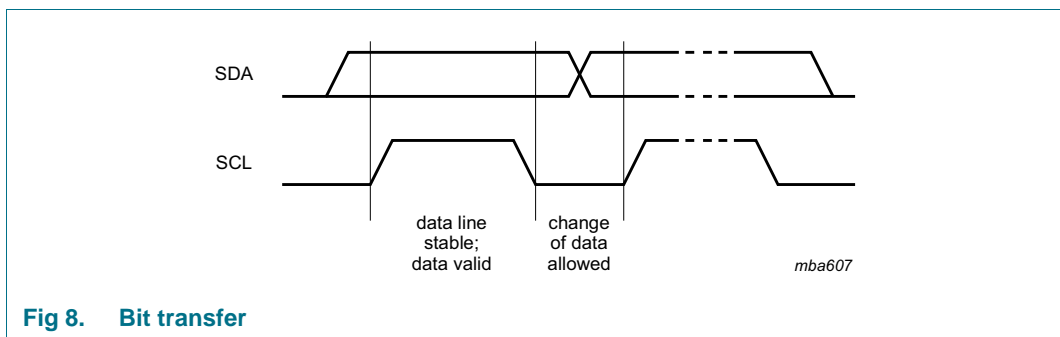 SDA
SCL
data line
stable;
data valid
change
of data
allowed
mba607
Fig 8. Bit transfer